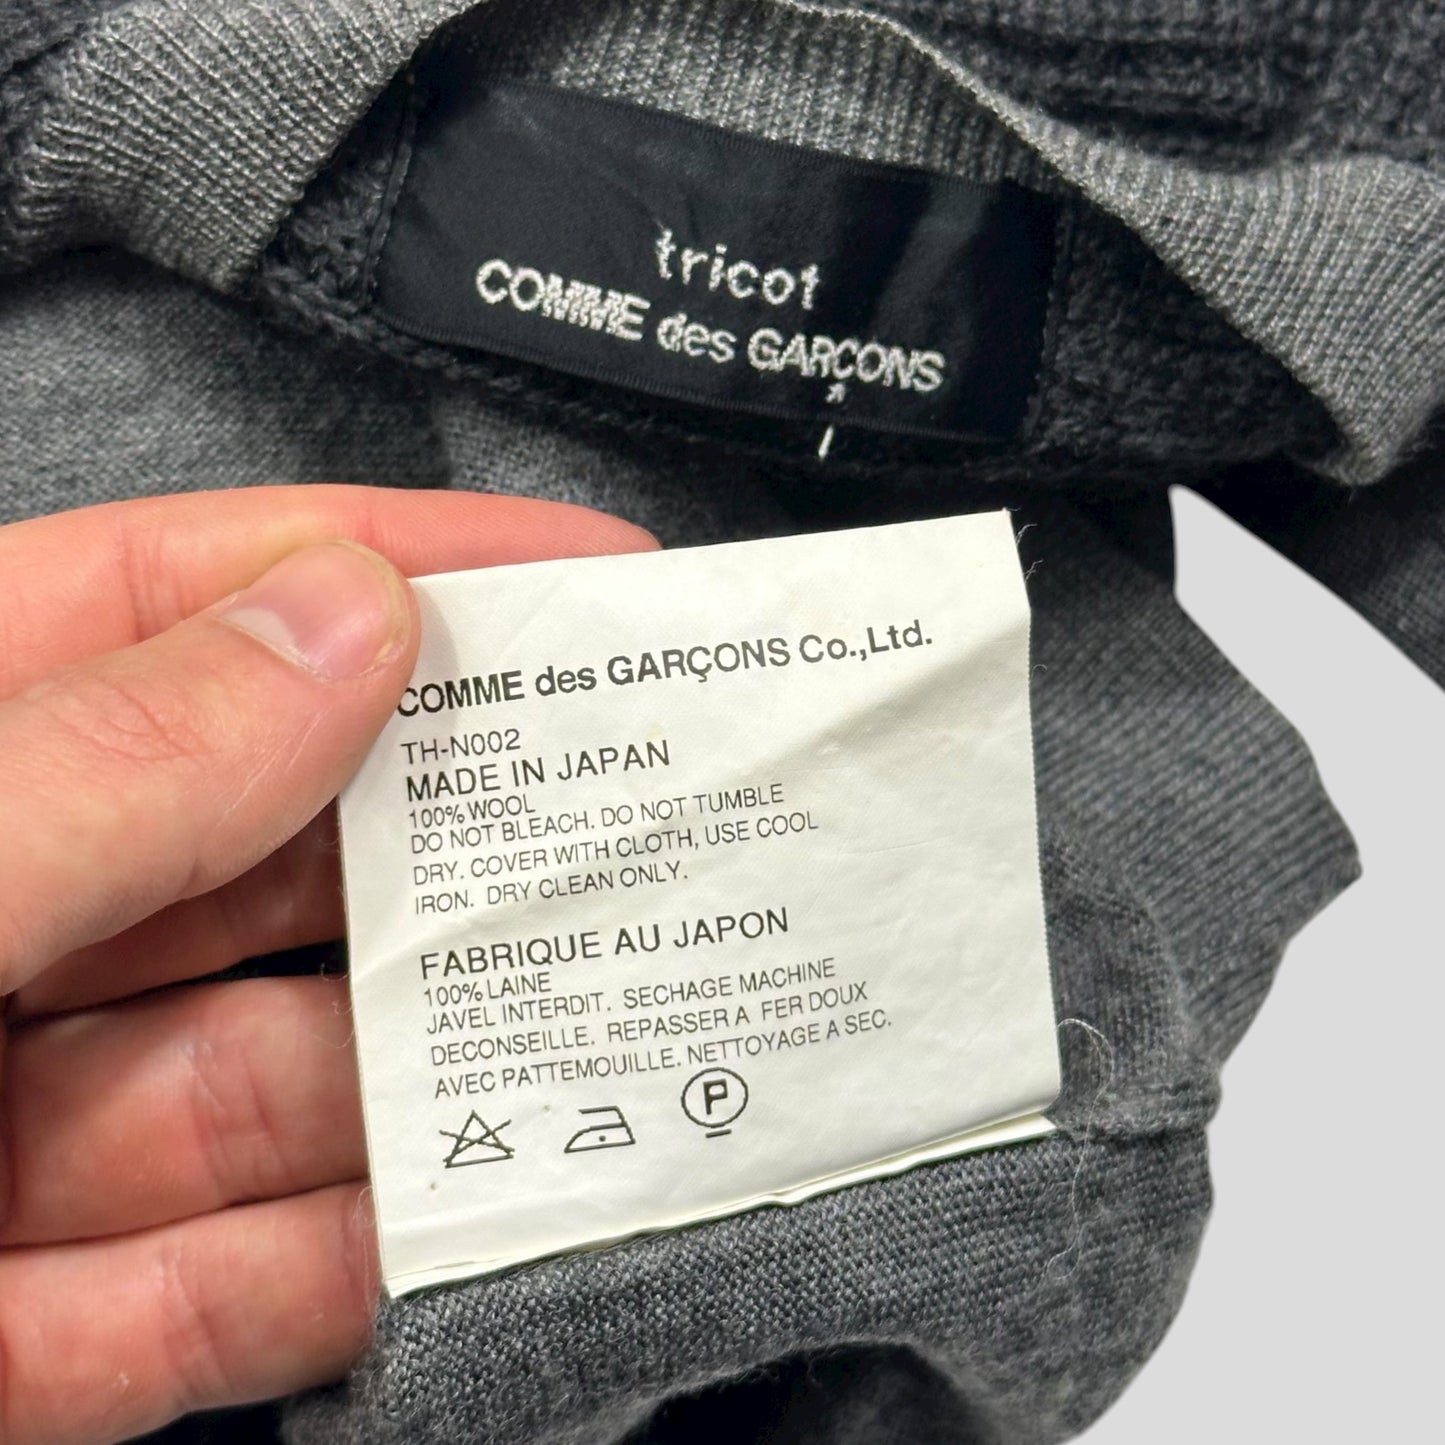 tricot
COMME des GARÇONS
COMME des GARÇONS Co.,Ltd.
TH-N002
MADE IN JAPAN
100% WOOL
DO NOT BLEACH. DO NOT TUMBLE
DRY. COVER WITH CLOTH, USE COOL
IRON. DRY CLEAN ONLY.
FABRIQUE AU JAPON
100% LAINE
JAVEL INTERDIT. SECHAGE MACHINE
DECONSEILLE. REPASSER A FER DOUX
AVEC PATTEMOUILLE. NETTOYAGE A SEC.
P